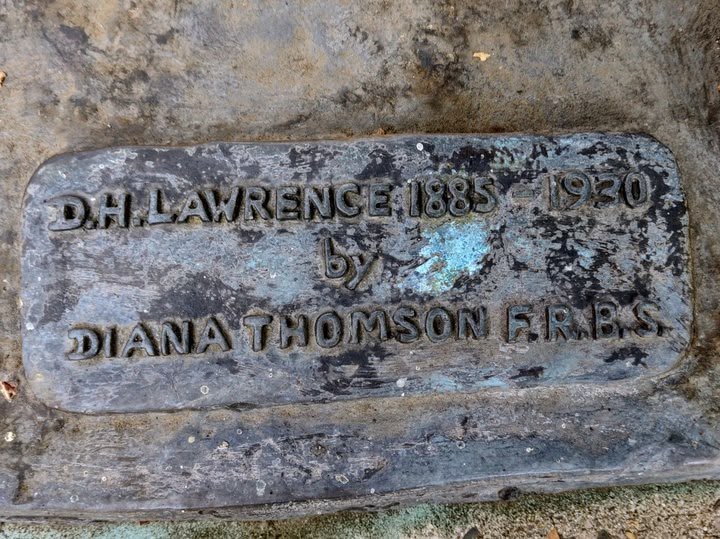 D.H. LAWRENCE 1885 - 1930
by
DIANA THOMSON F.R.B.S.